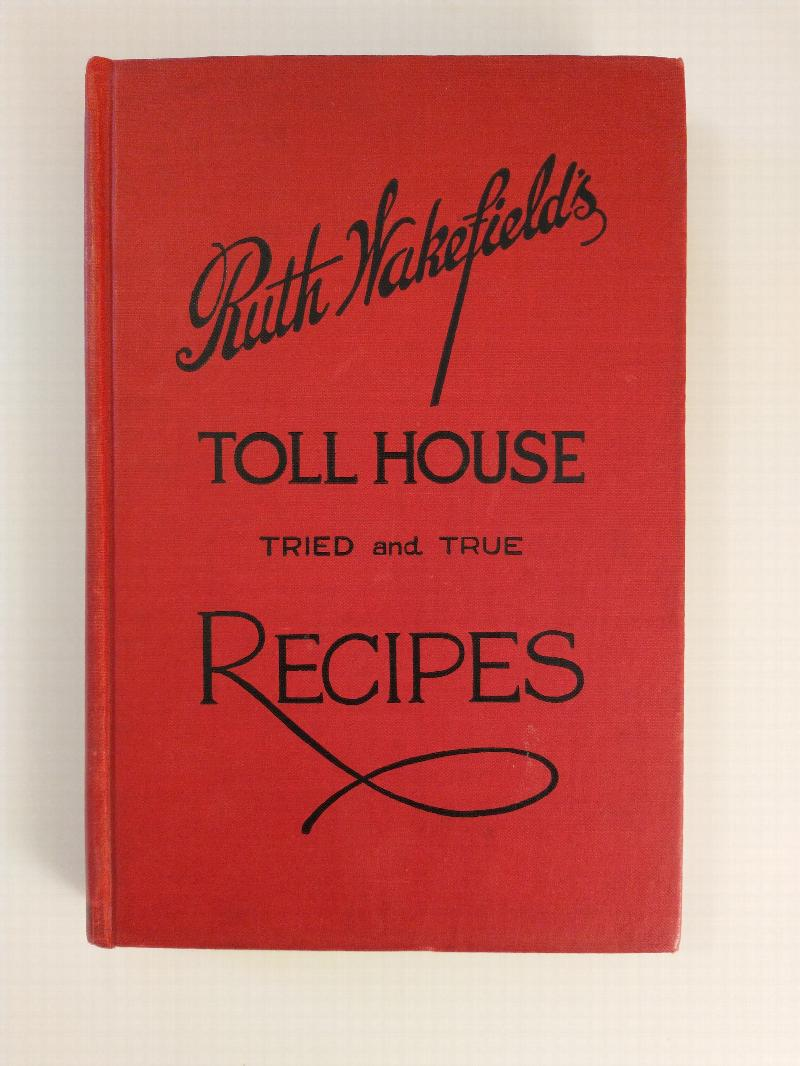 Ruth Wakefield's
TOLL HOUSE
TRIED and TRUE
RECIPES